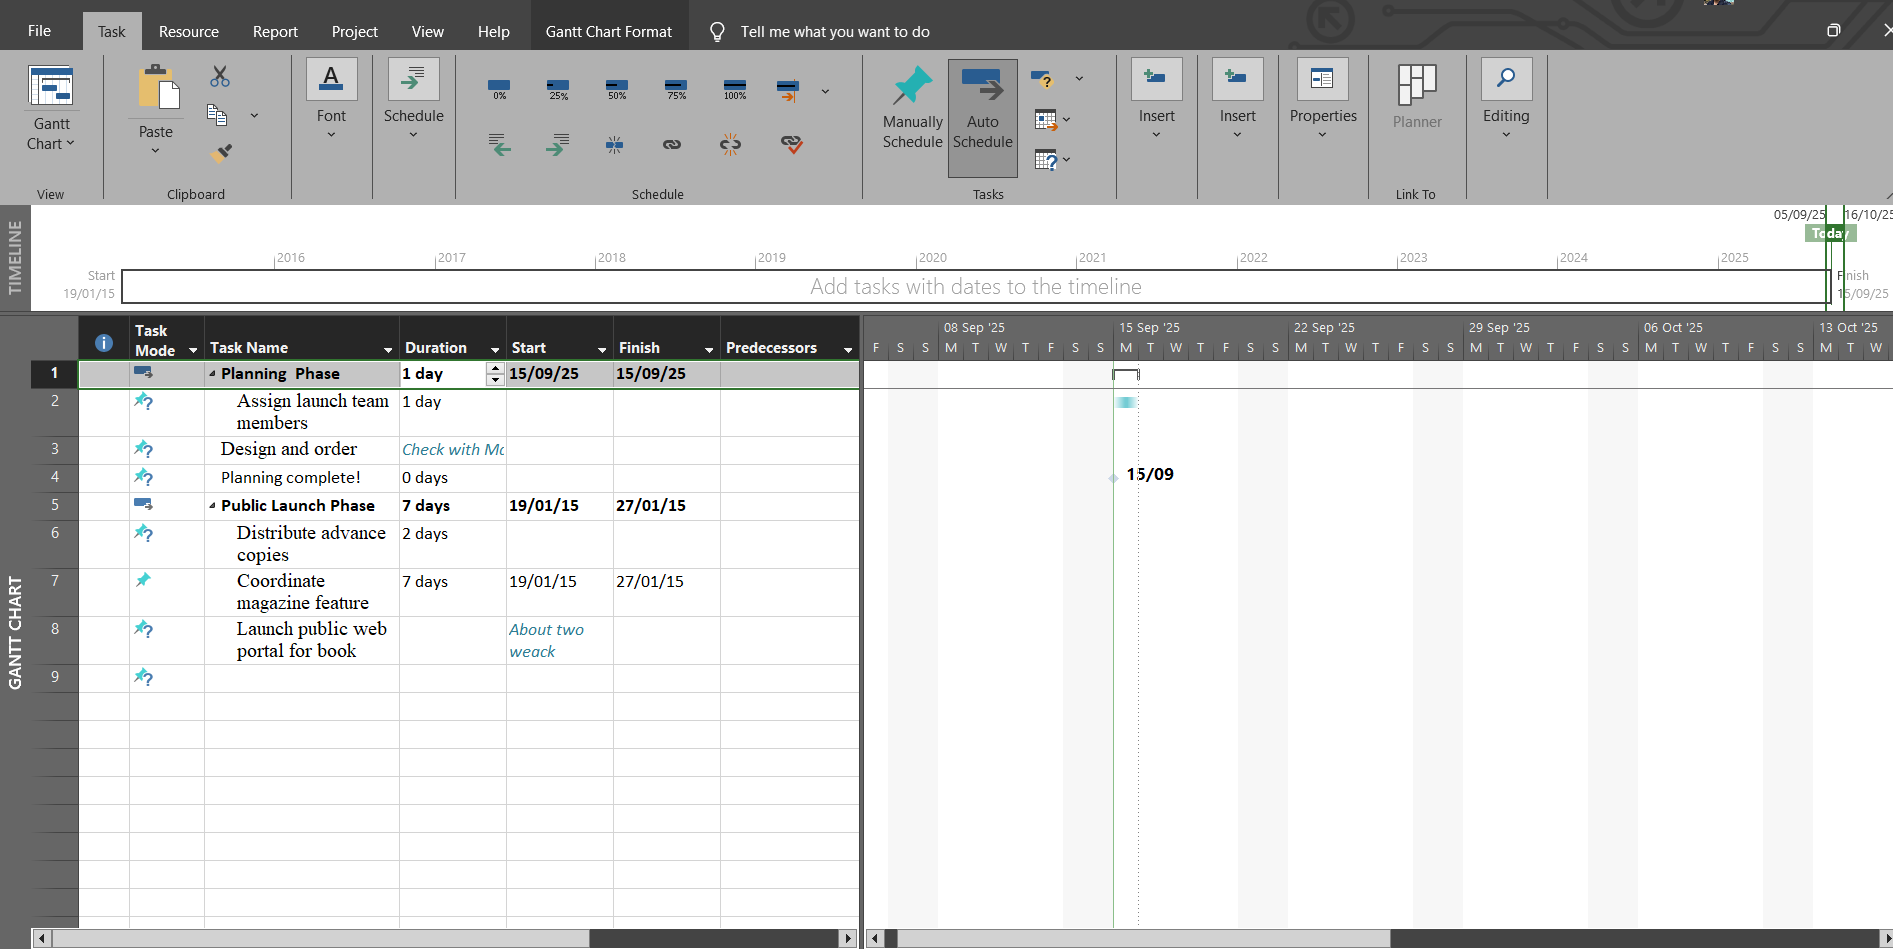 File Task Resource Report Project View Help Gantt Chart Format Tell me what you want to do
Gantt
Chart
View
Paste
Clipboard
Font
Schedule
0% 25% 50% 75% 100%
Schedule
Manually
Schedule
Auto
Schedule
Tasks
Insert
Insert
Properties
Planner
Link To
Editing
TIMELINE
05/09/25 16/10/25
Today
2016 2017 2018 2019 2020 2021 2022 2023 2024 2025
Start
19/01/15
Add tasks with dates to the timeline
Finish
15/09/25
GANTT CHART
Task Mode Task Name Duration Start Finish Predecessors
1 Planning Phase 1 day 15/09/25 15/09/25
2 Assign launch team 1 day
members
3 Design and order Check with Mc
4 Planning complete! 0 days
5 Public Launch Phase 7 days 19/01/15 27/01/15
6 Distribute advance 2 days
copies
7 Coordinate 7 days 19/01/15 27/01/15
magazine feature
8 Launch public web About two
portal for book weack
9
08 Sep '25 15 Sep '25 22 Sep '25 29 Sep '25 06 Oct '25 13 Oct '25
F S S M T W T F S S M T W T F S S M T W T F S S M T W T F S S M T W T F S S M T W
15/09